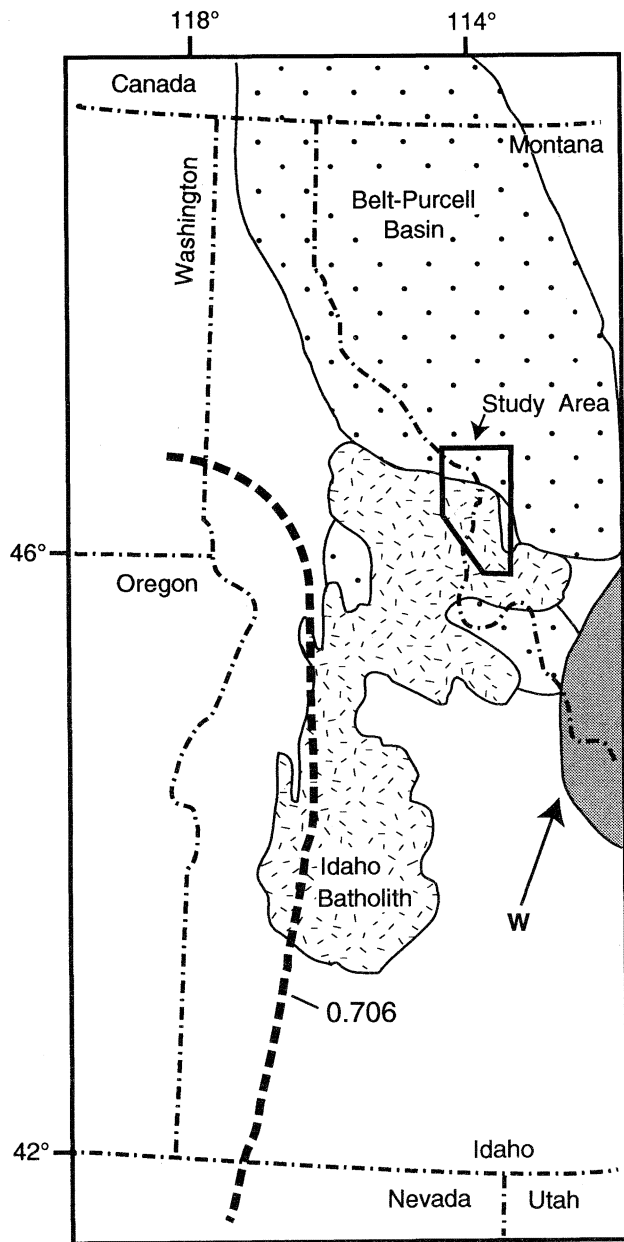 118°
114°
Canada
Montana
Washington
Belt-Purcell
Basin
Study Area
46°
Oregon
Idaho
Batholith
W
0.706
42°
Idaho
Nevada
Utah